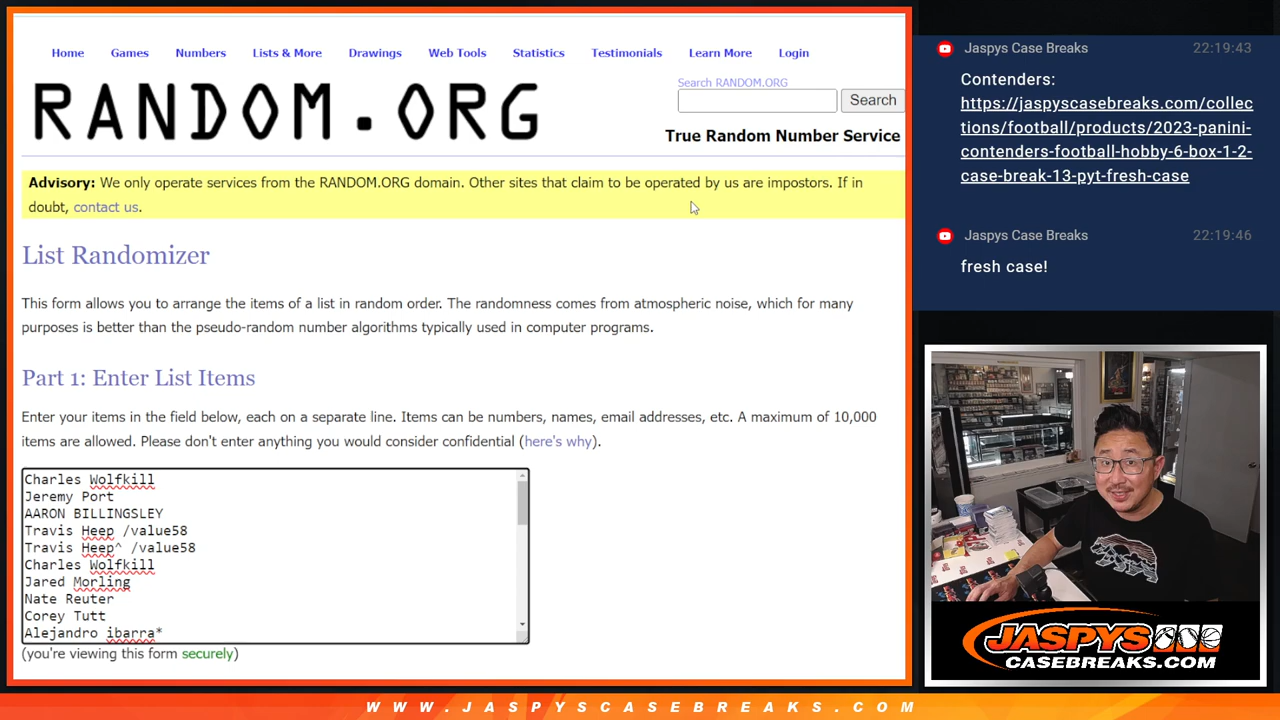 Home Games Numbers Lists & More Drawings Web Tools Statistics Testimonials Learn More Login
RANDOM.ORG
Search RANDOM.ORG
Search
True Random Number Service
Advisory: We only operate services from the RANDOM.ORG domain. Other sites that claim to be operated by us are impostors. If in
doubt, contact us.
List Randomizer
This form allows you to arrange the items of a list in random order. The randomness comes from atmospheric noise, which for many
purposes is better than the pseudo-random number algorithms typically used in computer programs.
Part 1: Enter List Items
Enter your items in the field below, each on a separate line. Items can be numbers, names, email addresses, etc. A maximum of 10,000
items are allowed. Please don't enter anything you would consider confidential (here's why).
Charles Wolfkill
Jeremy Port
AARON BILLINGSLEY
Travis Heep /value58
Travis Heep^ /value58
Charles Wolfkill
Jared Morling
Nate Reuter
Corey Tutt
Alejandro ibarra*
(you're viewing this form securely)
Jaspys Case Breaks 22:19:43
Contenders:
https://jaspyscasebreaks.com/collec
tions/football/products/2023-panini-
contenders-football-hobby-6-box-1-2-
case-break-13-pyt-fresh-case
Jaspys Case Breaks 22:19:46
fresh case!
JASPYS
CASEBREAKS.COM
WWW.JASPYSCASEBREAKS.COM